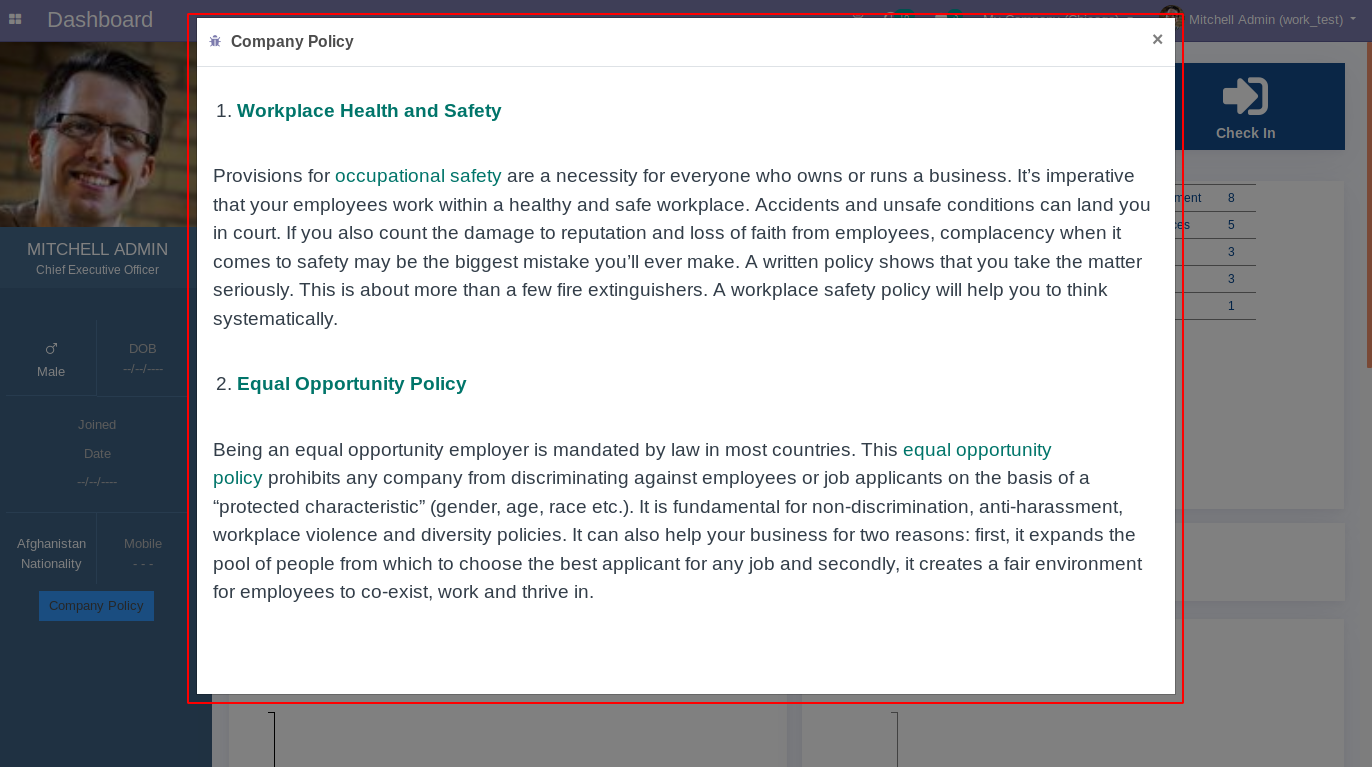 Dashboard
Mitchell Admin (work_test)
Company Policy
×
1. Workplace Health and Safety
Provisions for occupational safety are a necessity for everyone who owns or runs a business. It’s imperative
that your employees work within a healthy and safe workplace. Accidents and unsafe conditions can land you
in court. If you also count the damage to reputation and loss of faith from employees, complacency when it
comes to safety may be the biggest mistake you’ll ever make. A written policy shows that you take the matter
seriously. This is about more than a few fire extinguishers. A workplace safety policy will help you to think
systematically.
2. Equal Opportunity Policy
Being an equal opportunity employer is mandated by law in most countries. This equal opportunity
policy prohibits any company from discriminating against employees or job applicants on the basis of a
“protected characteristic” (gender, age, race etc.). It is fundamental for non-discrimination, anti-harassment,
workplace violence and diversity policies. It can also help your business for two reasons: first, it expands the
pool of people from which to choose the best applicant for any job and secondly, it creates a fair environment
for employees to co-exist, work and thrive in.
MITCHELL ADMIN
Chief Executive Officer
Male
DOB
--/--/----
Joined
Date
--/--/----
Afghanistan
Nationality
Mobile
- - -
Company Policy
Check In
ment 8
ces 5
3
3
1